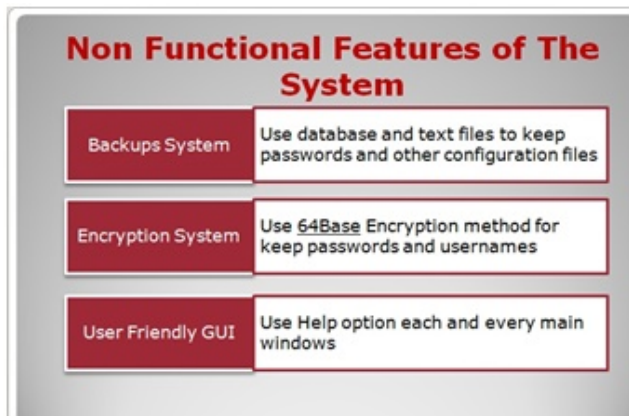 Non Functional Features of The
System
Backups System
Use database and text files to keep
passwords and other configuration files
Encryption System
Use 64Base Encryption method for
keep passwords and usernames
User Friendly GUI
Use Help option each and every main
windows